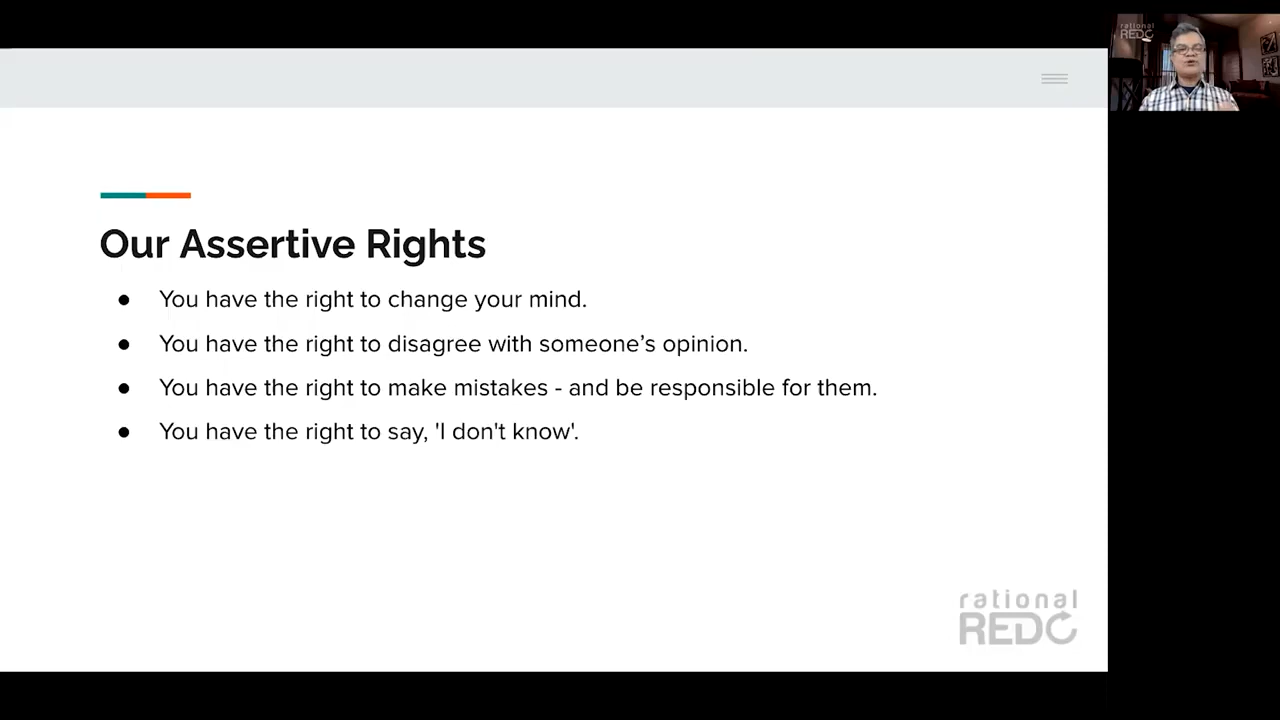 rational
REDO
Our Assertive Rights
● You have the right to change your mind.
● You have the right to disagree with someone’s opinion.
● You have the right to make mistakes - and be responsible for them.
● You have the right to say, 'I don't know'.
rational
REDO